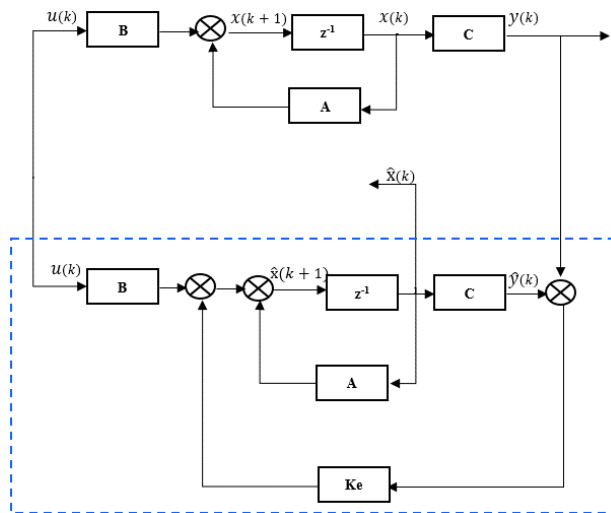 u(k)
B
x(k+1)
z⁻¹
x(k)
C
y(k)
A
x̂(k)
u(k)
B
x̂(k+1)
z⁻¹
C
ŷ(k)
A
Ke